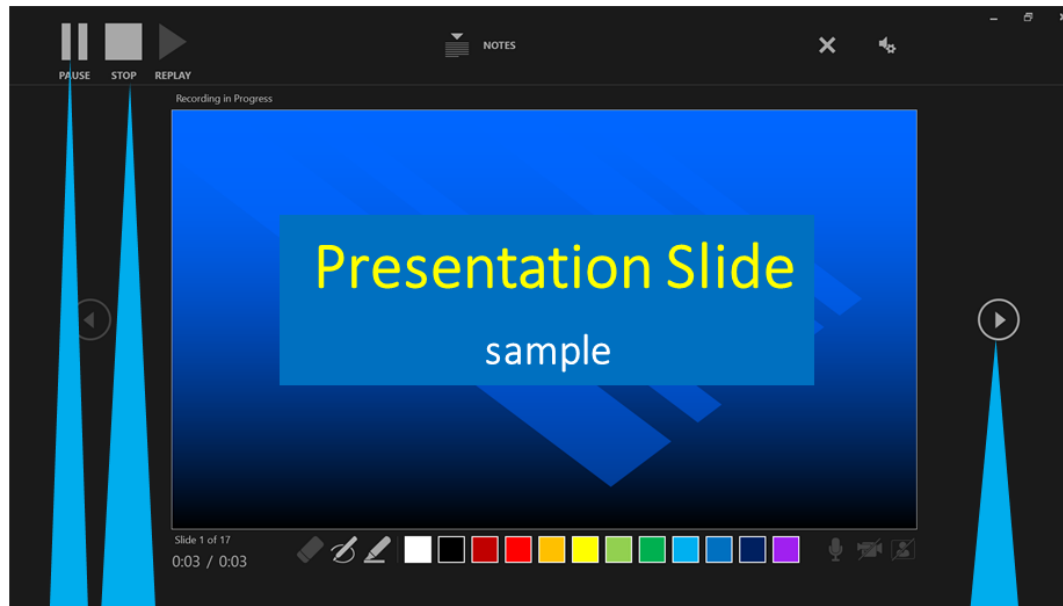 PAUSE STOP REPLAY
NOTES
Recording in Progress
Presentation Slide
sample
Slide 1 of 17
0:03 / 0:03